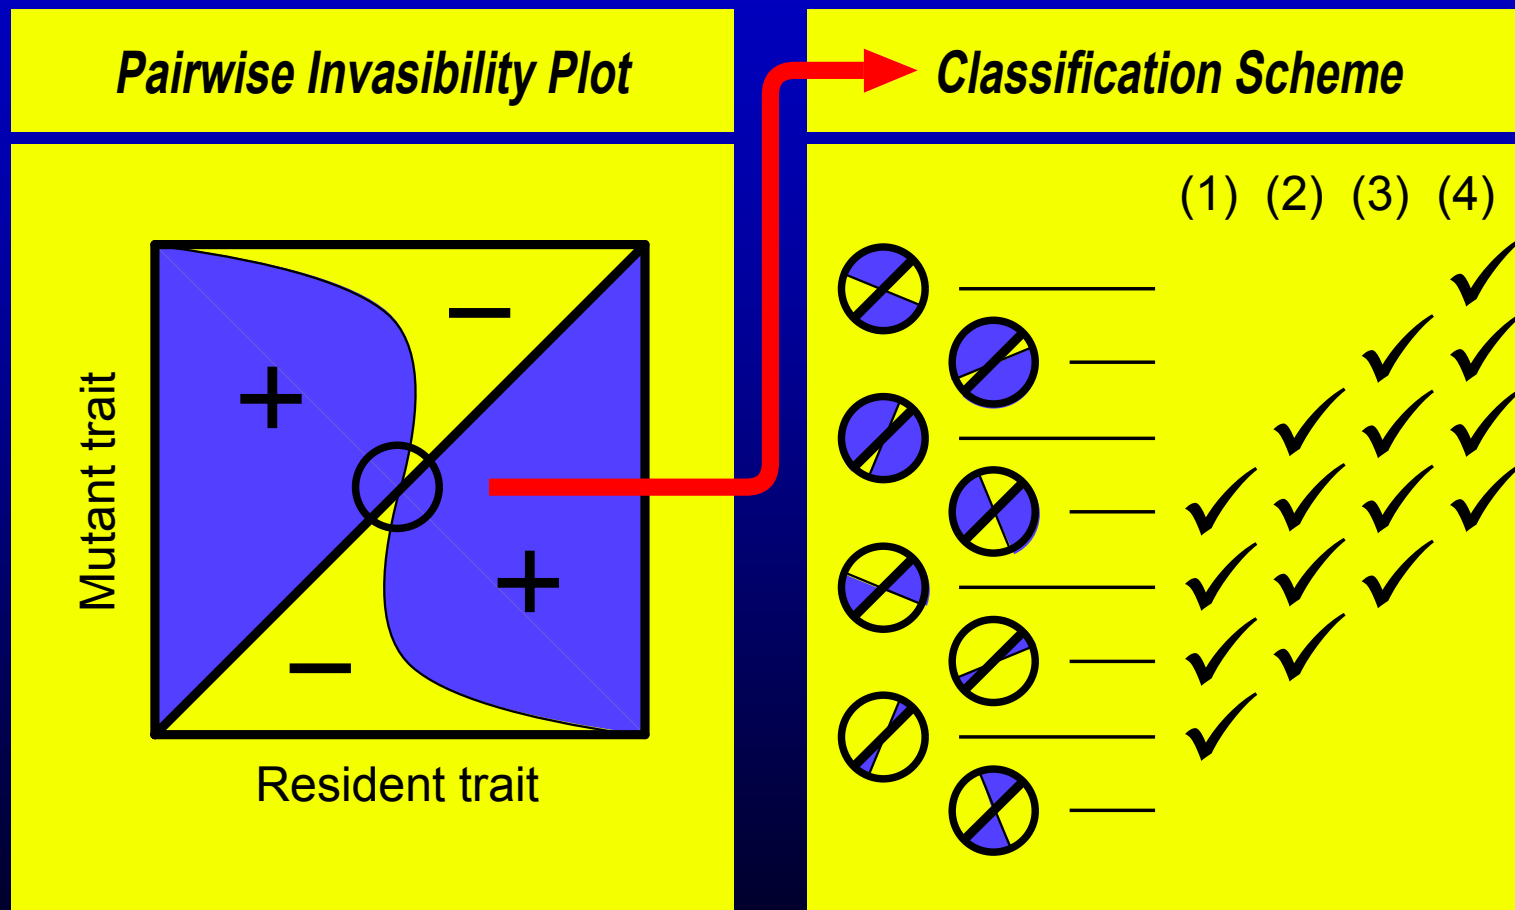 Pairwise Invasibility Plot
Classification Scheme
(1) (2) (3) (4)
−
+
Mutant trait
+
−
Resident trait